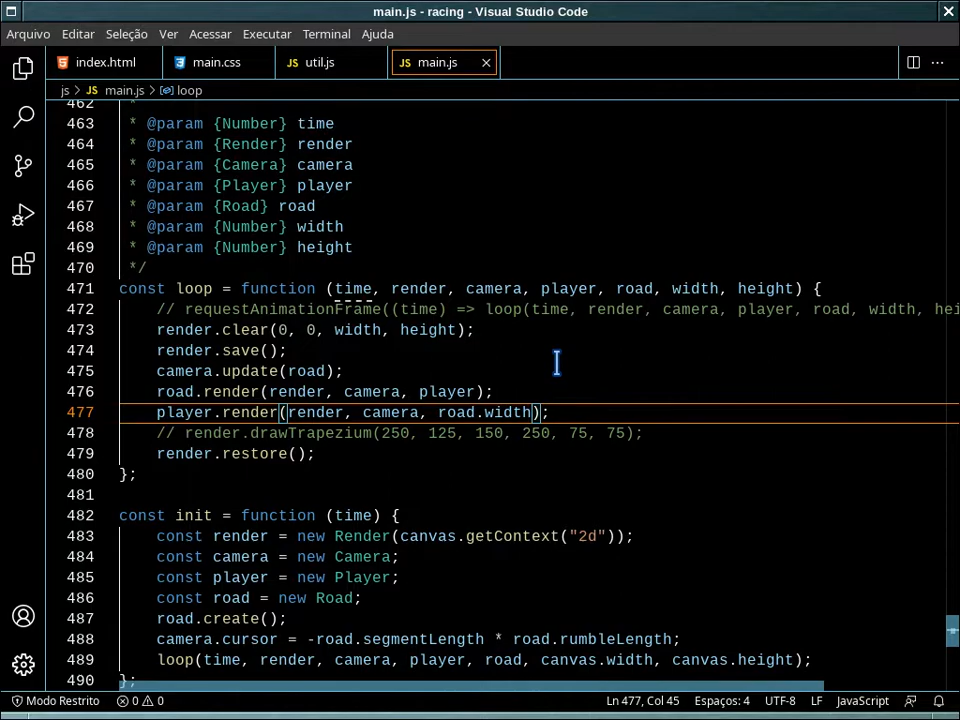 main.js - racing - Visual Studio Code
Arquivo Editar Seleção Ver Acessar Executar Terminal Ajuda
index.html main.css JS util.js JS main.js
js > JS main.js > loop
462 *
463 * @param {Number} time
464 * @param {Render} render
465 * @param {Camera} camera
466 * @param {Player} player
467 * @param {Road} road
468 * @param {Number} width
469 * @param {Number} height
470 */
471 const loop = function (time, render, camera, player, road, width, height) {
472 // requestAnimationFrame((time) => loop(time, render, camera, player, road, width, hei
473 render.clear(0, 0, width, height);
474 render.save();
475 camera.update(road);
476 road.render(render, camera, player);
477 player.render(render, camera, road.width);
478 // render.drawTrapezium(250, 125, 150, 250, 75, 75);
479 render.restore();
480 };
481
482 const init = function (time) {
483 const render = new Render(canvas.getContext("2d"));
484 const camera = new Camera;
485 const player = new Player;
486 const road = new Road;
487 road.create();
488 camera.cursor = -road.segmentLength * road.rumbleLength;
489 loop(time, render, camera, player, road, canvas.width, canvas.height);
490 };
Modo Restrito 0 0 Ln 477, Col 45 Espaços: 4 UTF-8 LF JavaScript